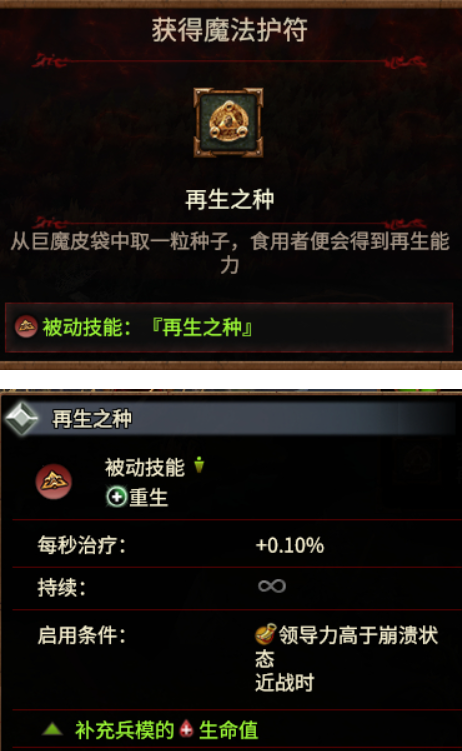 获得魔法护符
再生之种
从巨魔皮袋中取一粒种子，食用者便会得到再生能
力
被动技能：『再生之种』
再生之种
被动技能
重生
每秒治疗： +0.10%
持续： ∞
启用条件： 领导力高于崩溃状
态
近战时
补充兵模的生命值